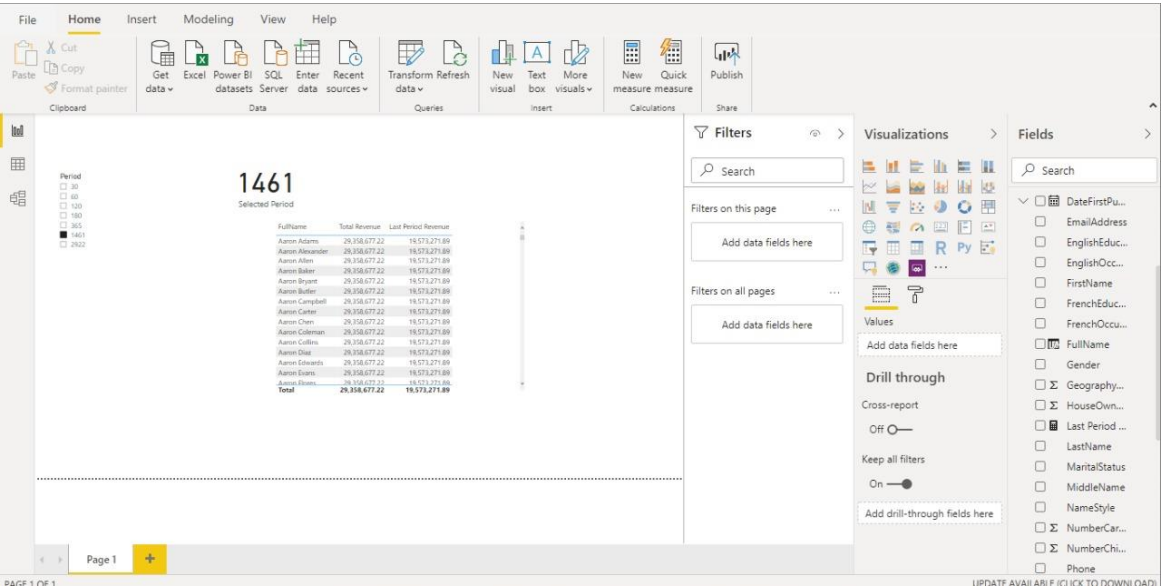 File Home Insert Modeling View Help
Paste
Cut
Copy
Format painter
Clipboard
Get data
Excel
Power BI datasets
SQL Server
Enter data
Recent sources
Data
Transform data
Refresh
Queries
New visual
Text box
More visuals
Insert
New measure
Quick measure
Calculations
Publish
Share
Period
30
60
120
180
365
1461
2922
1461
Selected Period
FullName Total Revenue Last Period Revenue
Aaron Adams 29,358,677.22 19,573,271.89
Aaron Alexander 29,358,677.22 19,573,271.89
Aaron Allen 29,358,677.22 19,573,271.89
Aaron Baker 29,358,677.22 19,573,271.89
Aaron Bryant 29,358,677.22 19,573,271.89
Aaron Butler 29,358,677.22 19,573,271.89
Aaron Campbell 29,358,677.22 19,573,271.89
Aaron Carter 29,358,677.22 19,573,271.89
Aaron Chen 29,358,677.22 19,573,271.89
Aaron Coleman 29,358,677.22 19,573,271.89
Aaron Collins 29,358,677.22 19,573,271.89
Aaron Diaz 29,358,677.22 19,573,271.89
Aaron Edwards 29,358,677.22 19,573,271.89
Aaron Evans 29,358,677.22 19,573,271.89
Aaron Flores 29,358,677.22 19,573,271.89
Total 29,358,677.22 19,573,271.89
Filters
Search
Filters on this page ...
Add data fields here
Filters on all pages ...
Add data fields here
Visualizations
R Py
...
Values
Add data fields here
Drill through
Cross-report
Off
Keep all filters
On
Add drill-through fields here
Fields
Search
DateFirstPu...
EmailAddress
EnglishEduc...
EnglishOcc...
FirstName
FrenchEduc...
FrenchOccu...
FullName
Gender
Σ Geography...
Σ HouseOwn...
Last Period ...
LastName
MaritalStatus
MiddleName
NameStyle
Σ NumberCar...
Σ NumberChi...
Phone
Page 1 +
PAGE 1 OF 1
UPDATE AVAILABLE (CLICK TO DOWNLOAD)